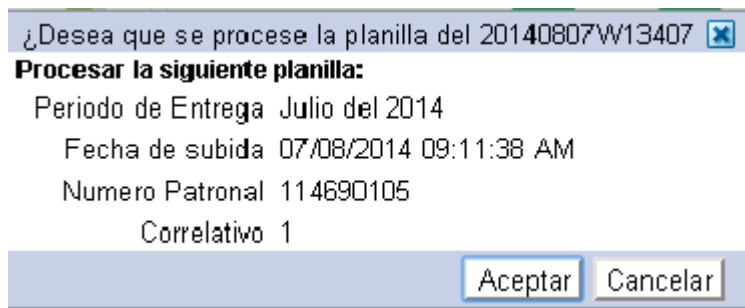 ¿Desea que se procese la planilla del 20140807W13407
Procesar la siguiente planilla:
Periodo de Entrega Julio del 2014
Fecha de subida 07/08/2014 09:11:38 AM
Numero Patronal 114690105
Correlativo 1
Aceptar Cancelar